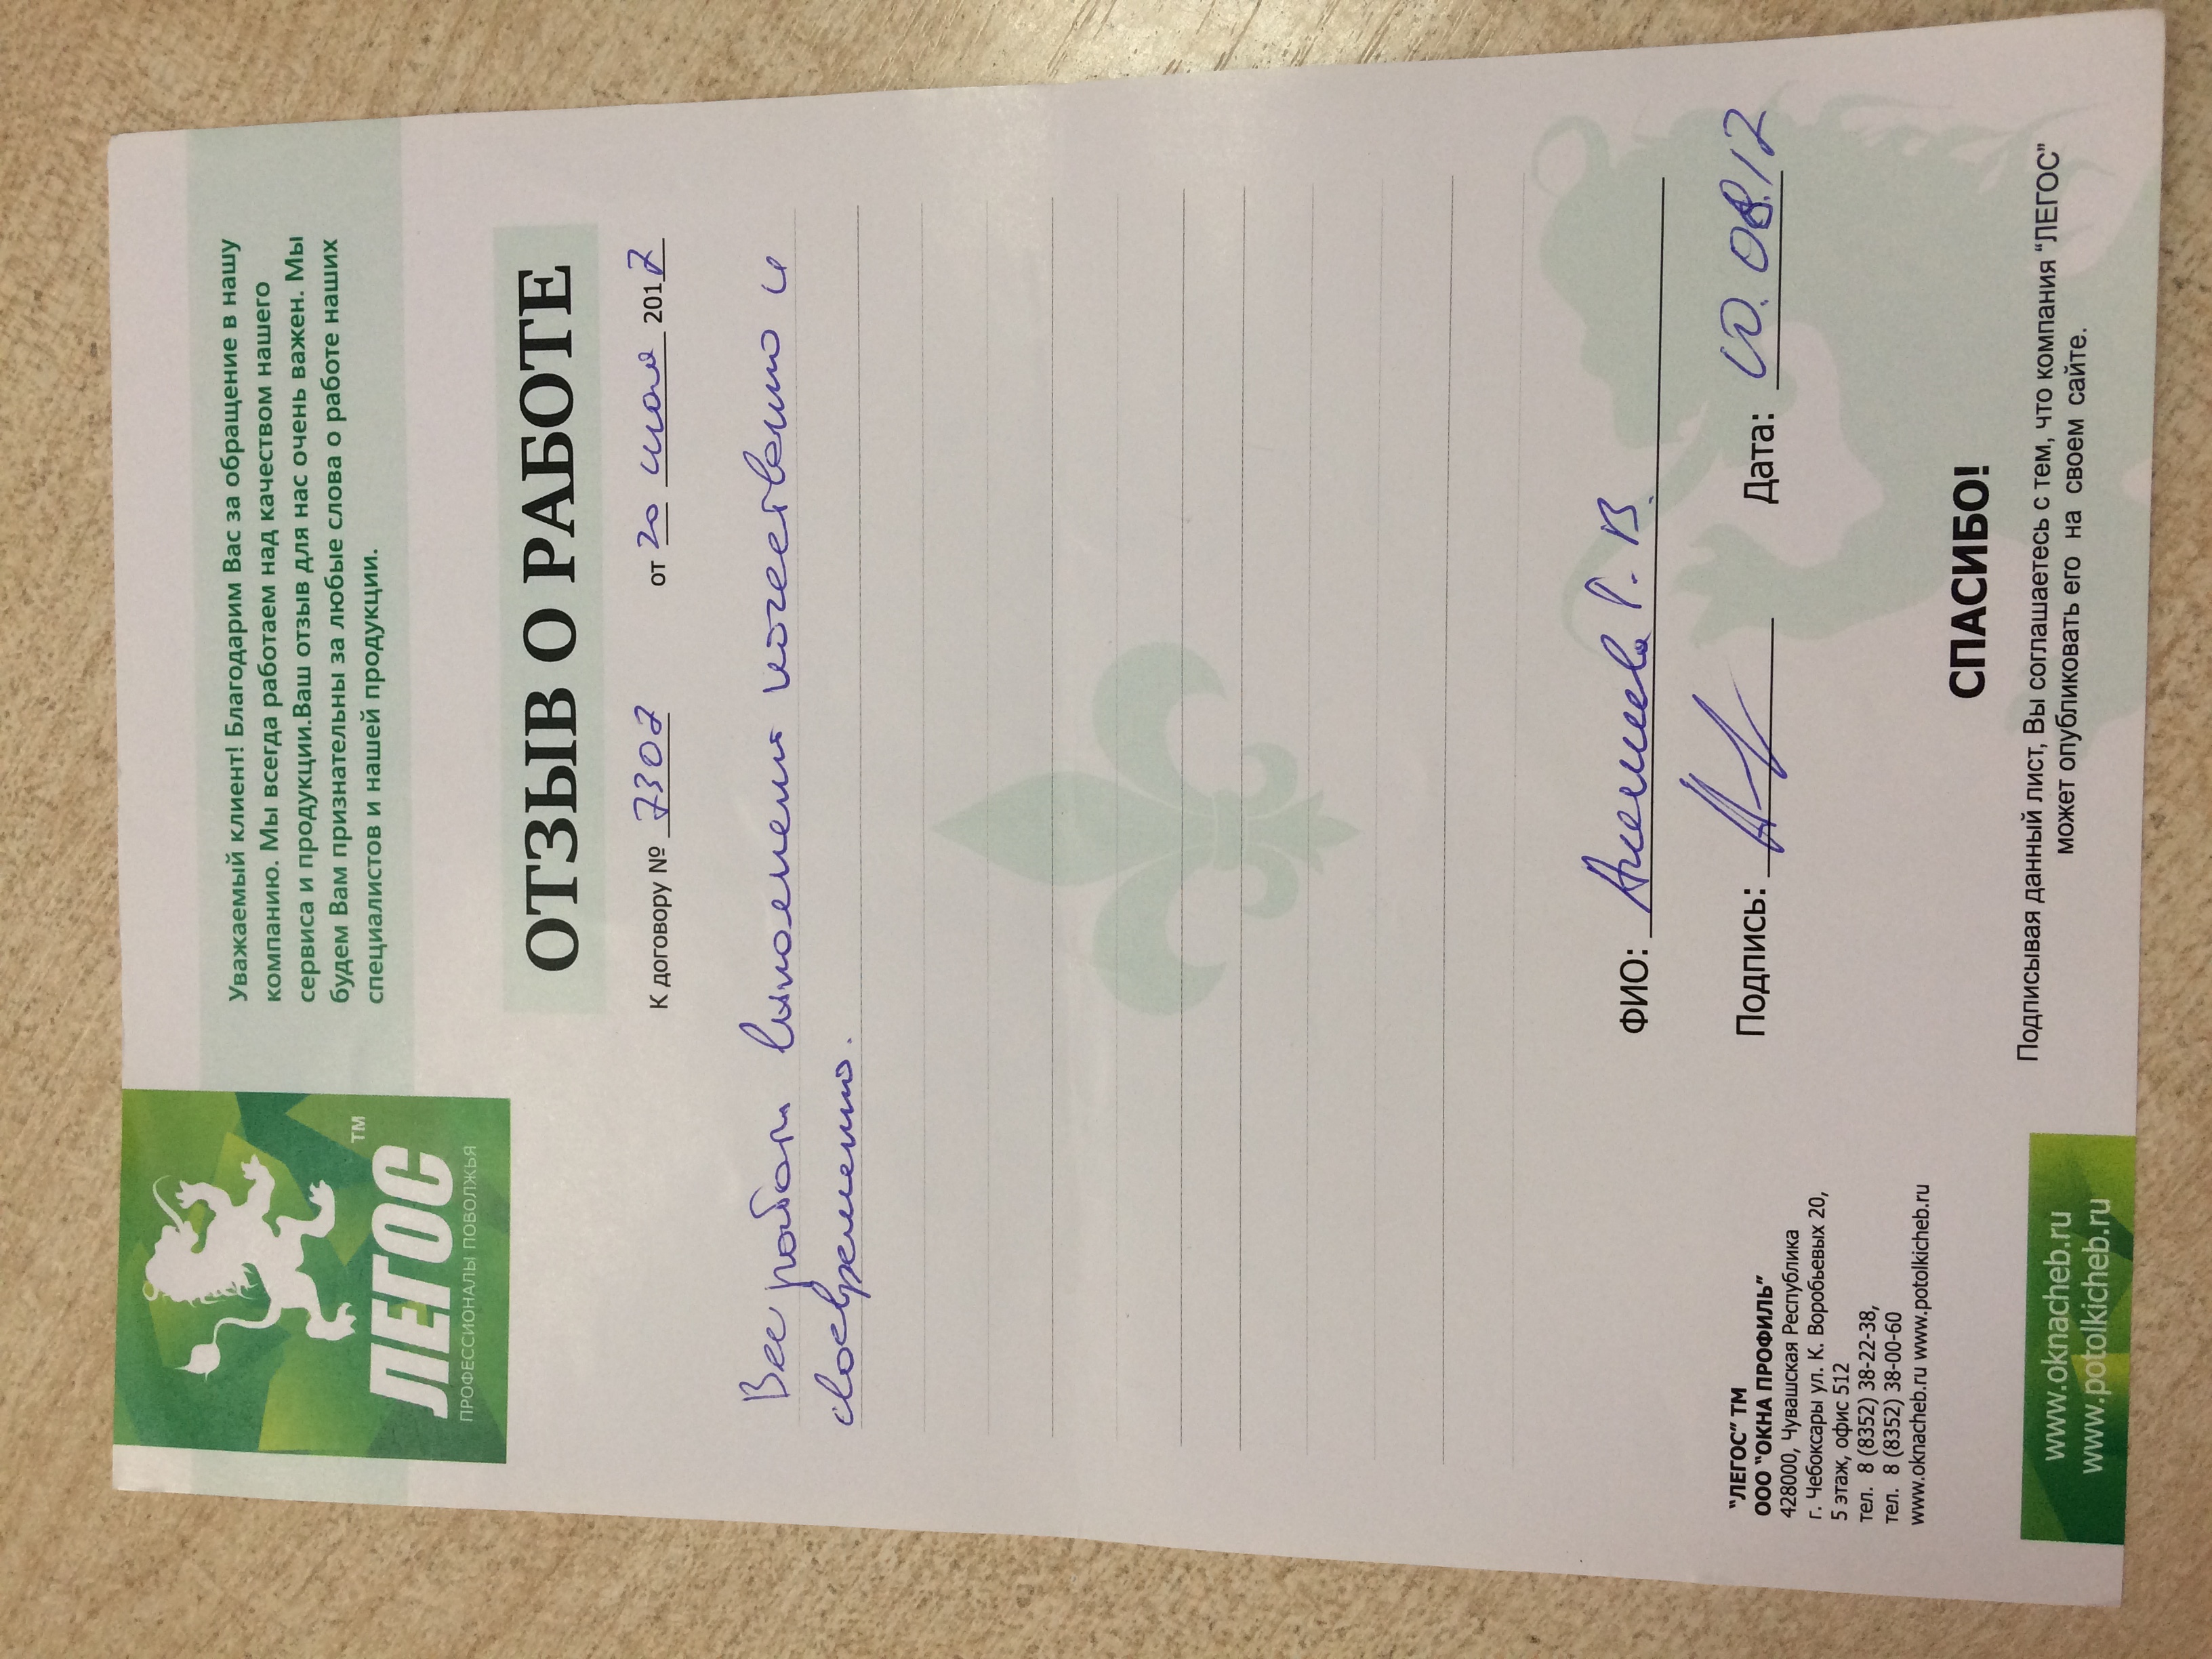 ТМ
ЛЕГОС
ПРОФЕССИОНАЛЫ ПОВОЛЖЬЯ
Уважаемый клиент! Благодарим Вас за обращение в нашу
компанию. Мы всегда работаем над качеством нашего
сервиса и продукции.Ваш отзыв для нас очень важен. Мы
будем Вам признательны за любые слова о работе наших
специалистов и нашей продукции.
ОТЗЫВ О РАБОТЕ
К договору № 7307 от 20 июля 2017
Все работы выполнены качественно и
своевременно.
ФИО: Г. В.
Подпись: Дата: 10.08.17
"ЛЕГОС" ТМ
ООО "ОКНА ПРОФИЛЬ"
428000, Чувашская Республика
г. Чебоксары ул. К. Воробьевых 20,
5 этаж, офис 512
тел. 8 (8352) 38-22-38,
тел. 8 (8352) 38-00-60
www.oknacheb.ru www.potolkicheb.ru
СПАСИБО!
Подписывая данный лист, Вы соглашаетесь с тем, что компания "ЛЕГОС"
может опубликовать его на своем сайте.
www.oknacheb.ru
www.potolkicheb.ru